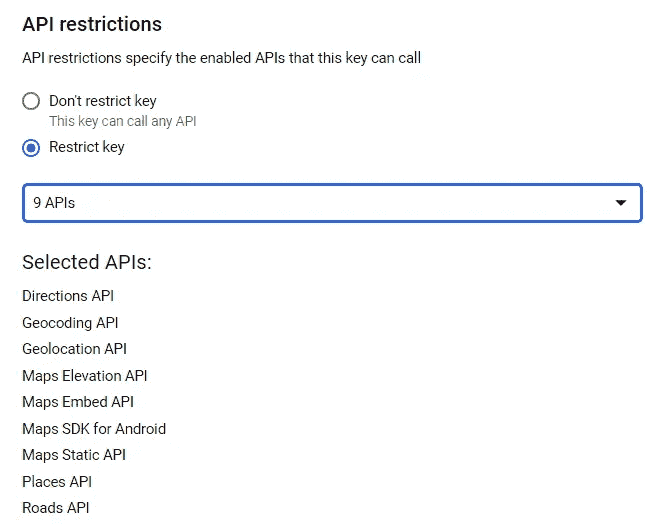 API restrictions
API restrictions specify the enabled APIs that this key can call
Don't restrict key
This key can call any API
Restrict key
9 APIs
Selected APIs:
Directions API
Geocoding API
Geolocation API
Maps Elevation API
Maps Embed API
Maps SDK for Android
Maps Static API
Places API
Roads API